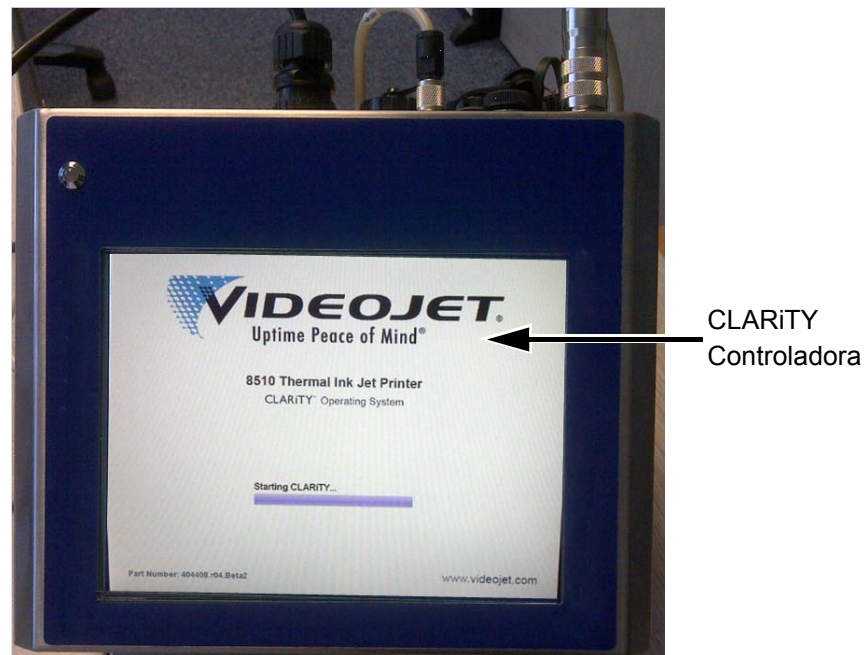 VIDEOJET®
Uptime Peace of Mind®
8510 Thermal Ink Jet Printer
CLARiTY™ Operating System
Starting CLARiTY...
Part Number: 404408.r04.Beta2
www.videojet.com
CLARiTY
Controladora